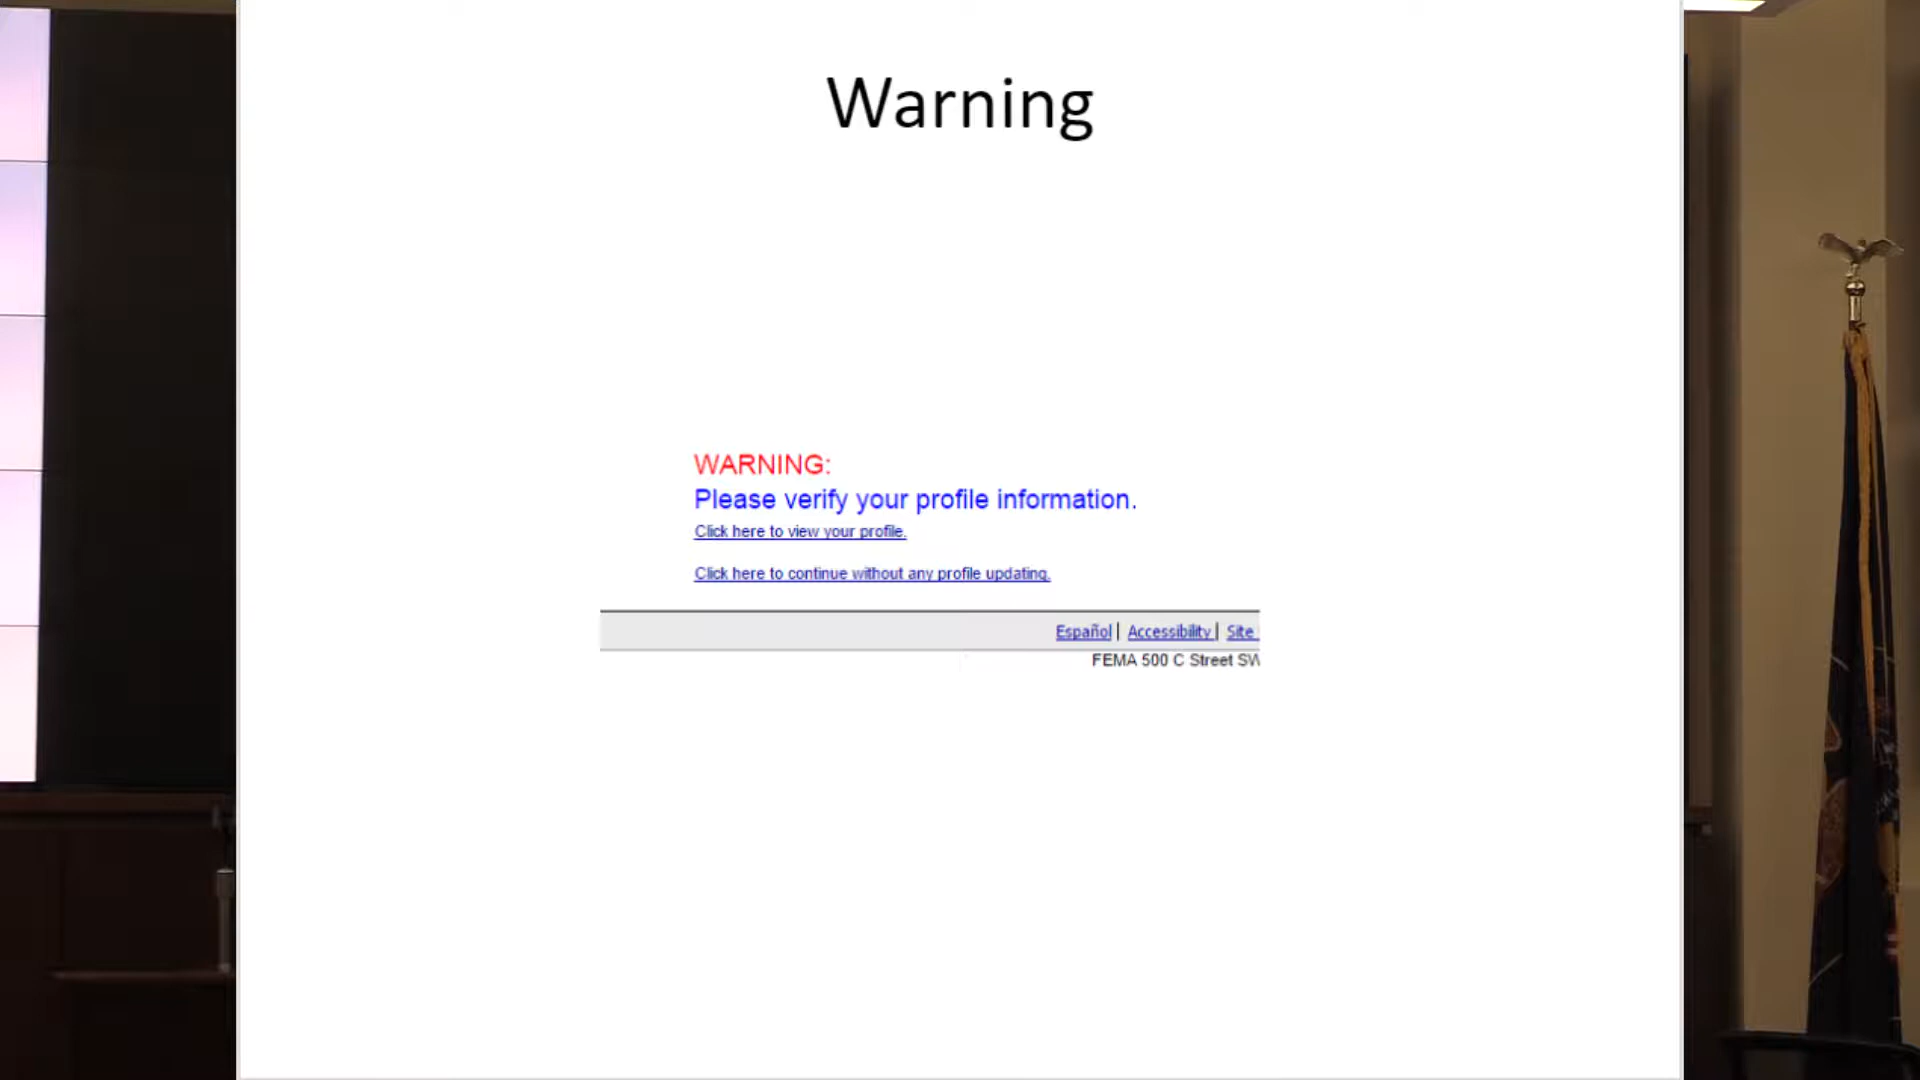 Warning
WARNING:
Please verify your profile information.
Click here to view your profile.
Click here to continue without any profile updating.
Español | Accessibility | Site
FEMA 500 C Street SW